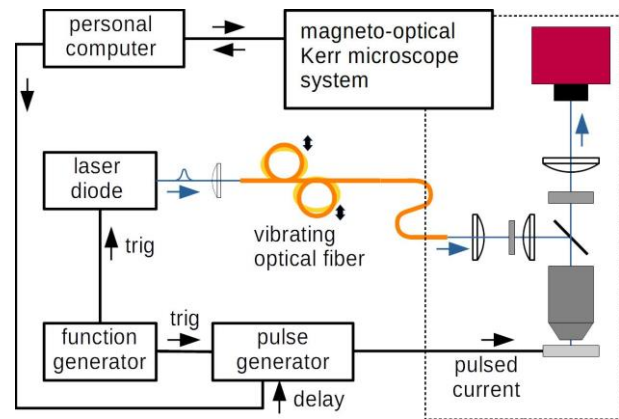 personal
computer
magneto-optical
Kerr microscope
system
laser
diode
vibrating
optical fiber
trig
function
generator
trig
pulse
generator
delay
pulsed
current